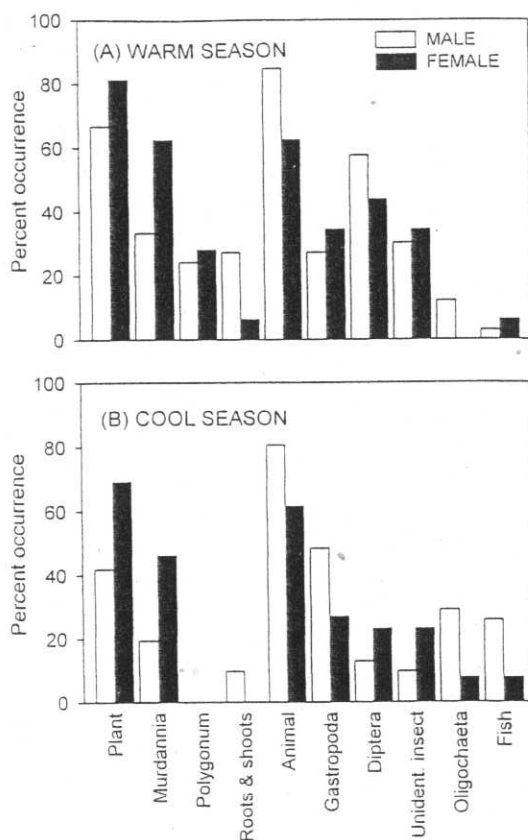 100
80
60
40
20
0
Percent occurrence
(A) WARM SEASON
MALE
FEMALE
100
80
60
40
20
0
Percent occurrence
(B) COOL SEASON
Plant
Murdannia
Polygonum
Roots & shoots
Animal
Gastropoda
Diptera
Unident. insect
Oligochaeta
Fish